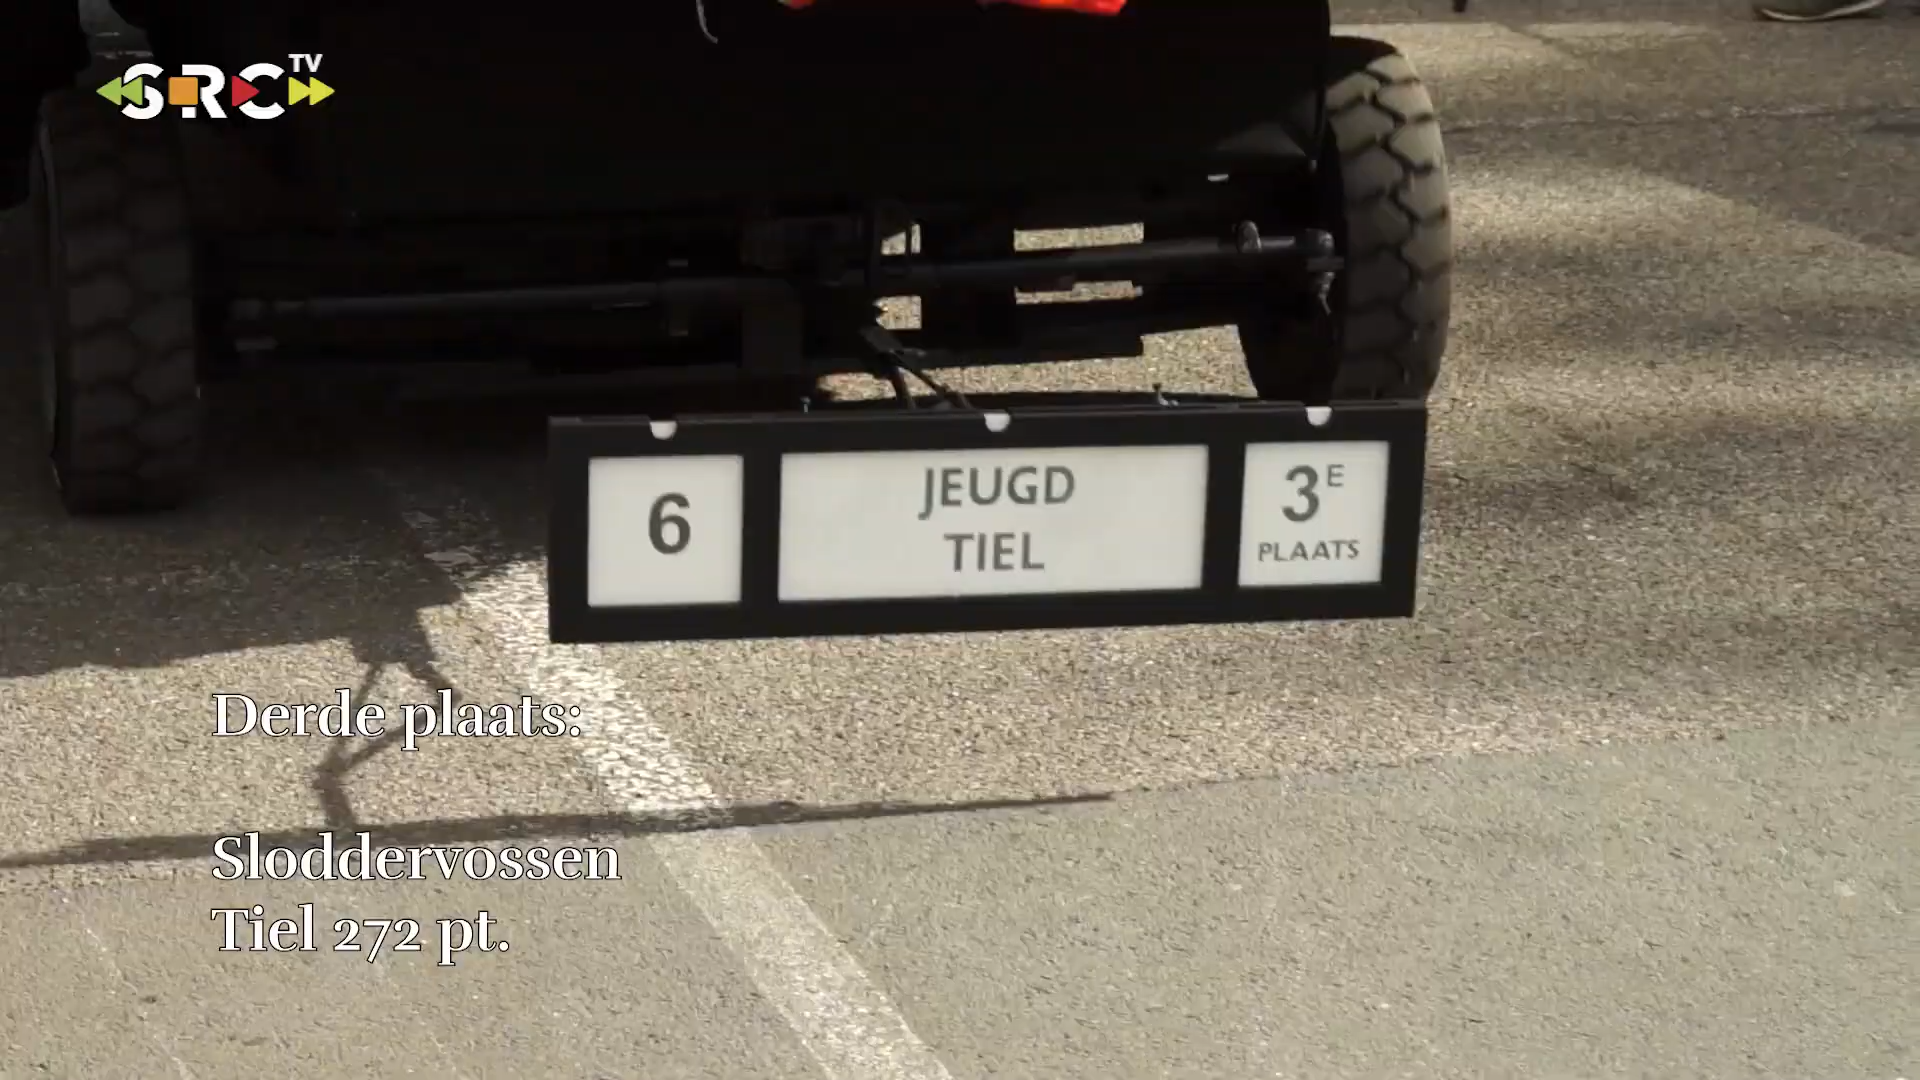 SRC TV
6
JEUGD
TIEL
3E
PLAATS
Derde plaats:
Sloddervossen
Tiel 272 pt.